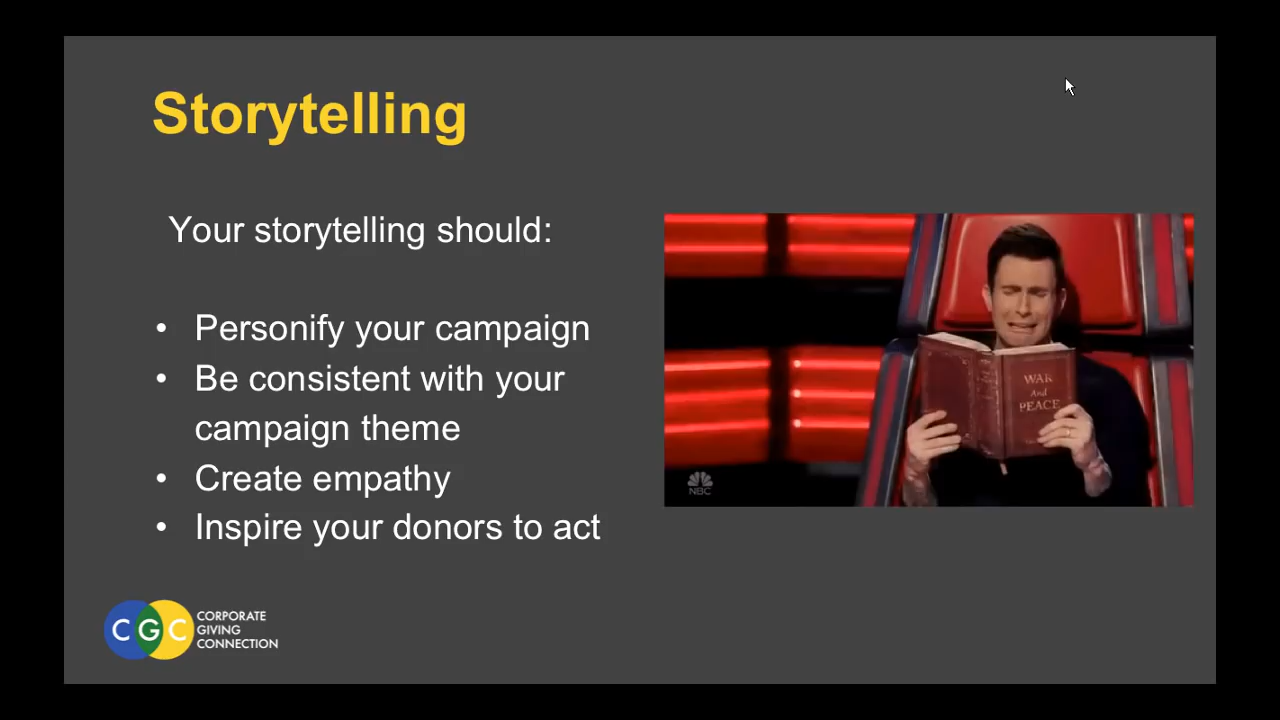 Storytelling
Your storytelling should:
• Personify your campaign
• Be consistent with your
campaign theme
• Create empathy
• Inspire your donors to act
WAR
And
PEACE
NBC
CGC CORPORATE
GIVING
CONNECTION